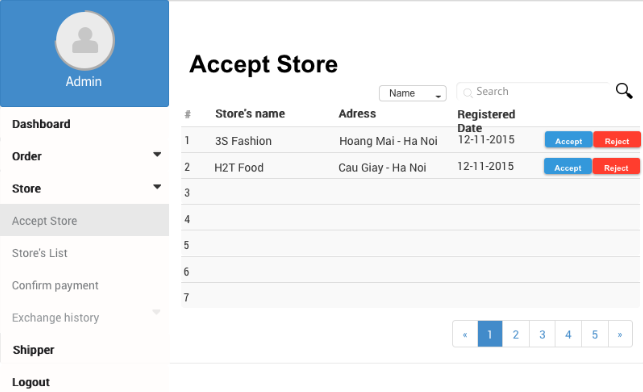 Admin
Dashboard
Order
Store
Accept Store
Store's List
Confirm payment
Exchange history
Shipper
Logout
Accept Store
Name
Search
# Store's name Adress Registered Date
1 3S Fashion Hoang Mai - Ha Noi 12-11-2015 Accept Reject
2 H2T Food Cau Giay - Ha Noi 12-11-2015 Accept Reject
3
4
5
6
7
« 1 2 3 4 5 »